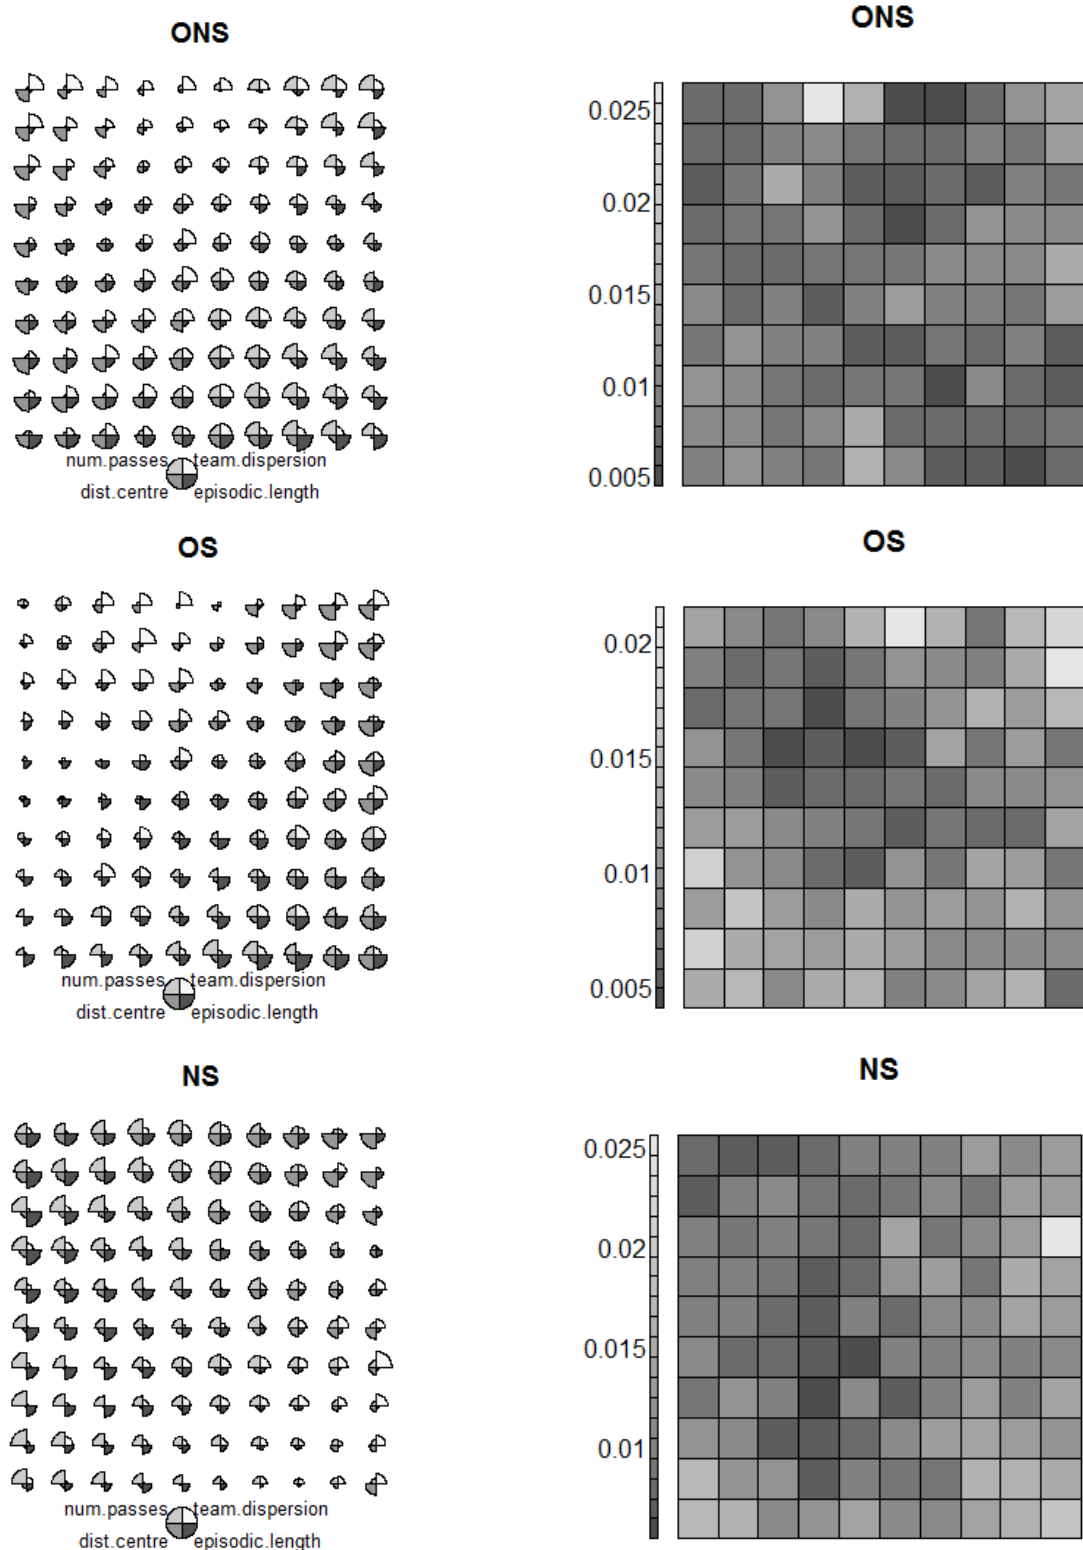 ONS
ONS
0.025
0.02
0.015
0.01
0.005
num.passes team.dispersion
dist.centre episodic.length
OS
OS
0.02
0.015
0.01
0.005
num.passes team.dispersion
dist.centre episodic.length
NS
NS
0.025
0.02
0.015
0.01
num.passes team.dispersion
dist.centre episodic.length